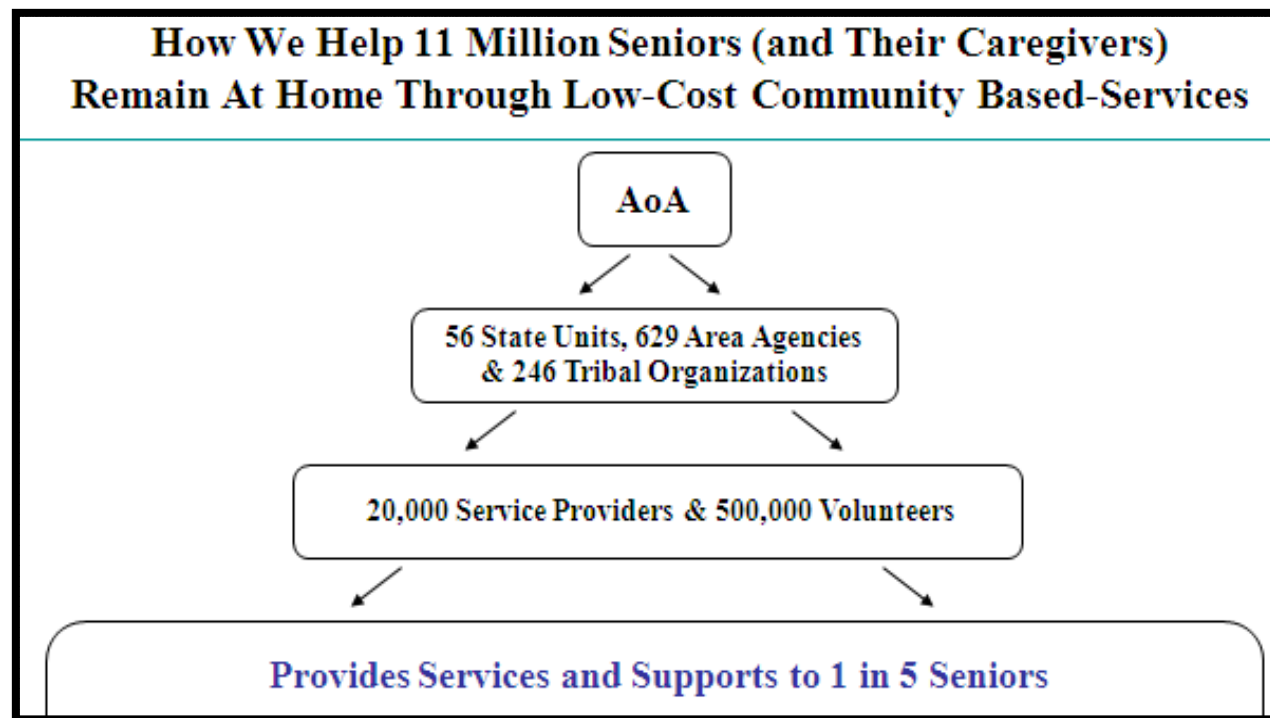 How We Help 11 Million Seniors (and Their Caregivers)
Remain At Home Through Low-Cost Community Based-Services
AoA
56 State Units, 629 Area Agencies
& 246 Tribal Organizations
20,000 Service Providers & 500,000 Volunteers
Provides Services and Supports to 1 in 5 Seniors